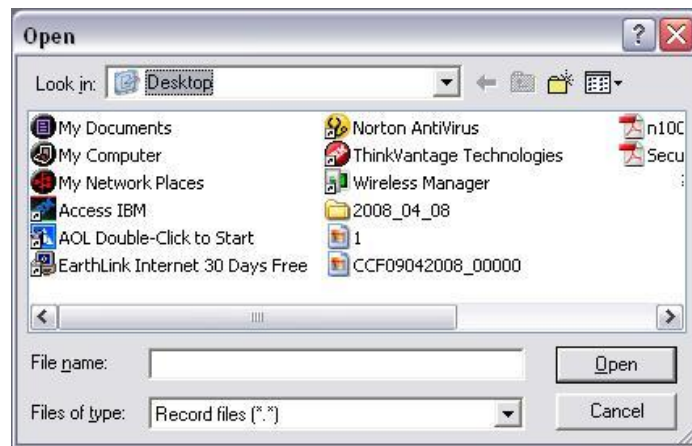 Open
Look in: Desktop
My Documents
My Computer
My Network Places
Access IBM
AOL Double-Click to Start
EarthLink Internet 30 Days Free
Norton AntiVirus
ThinkVantage Technologies
Wireless Manager
2008_04_08
1
CCF09042008_00000
n10C
Secu
File name:
Open
Files of type: Record files (*.*)
Cancel